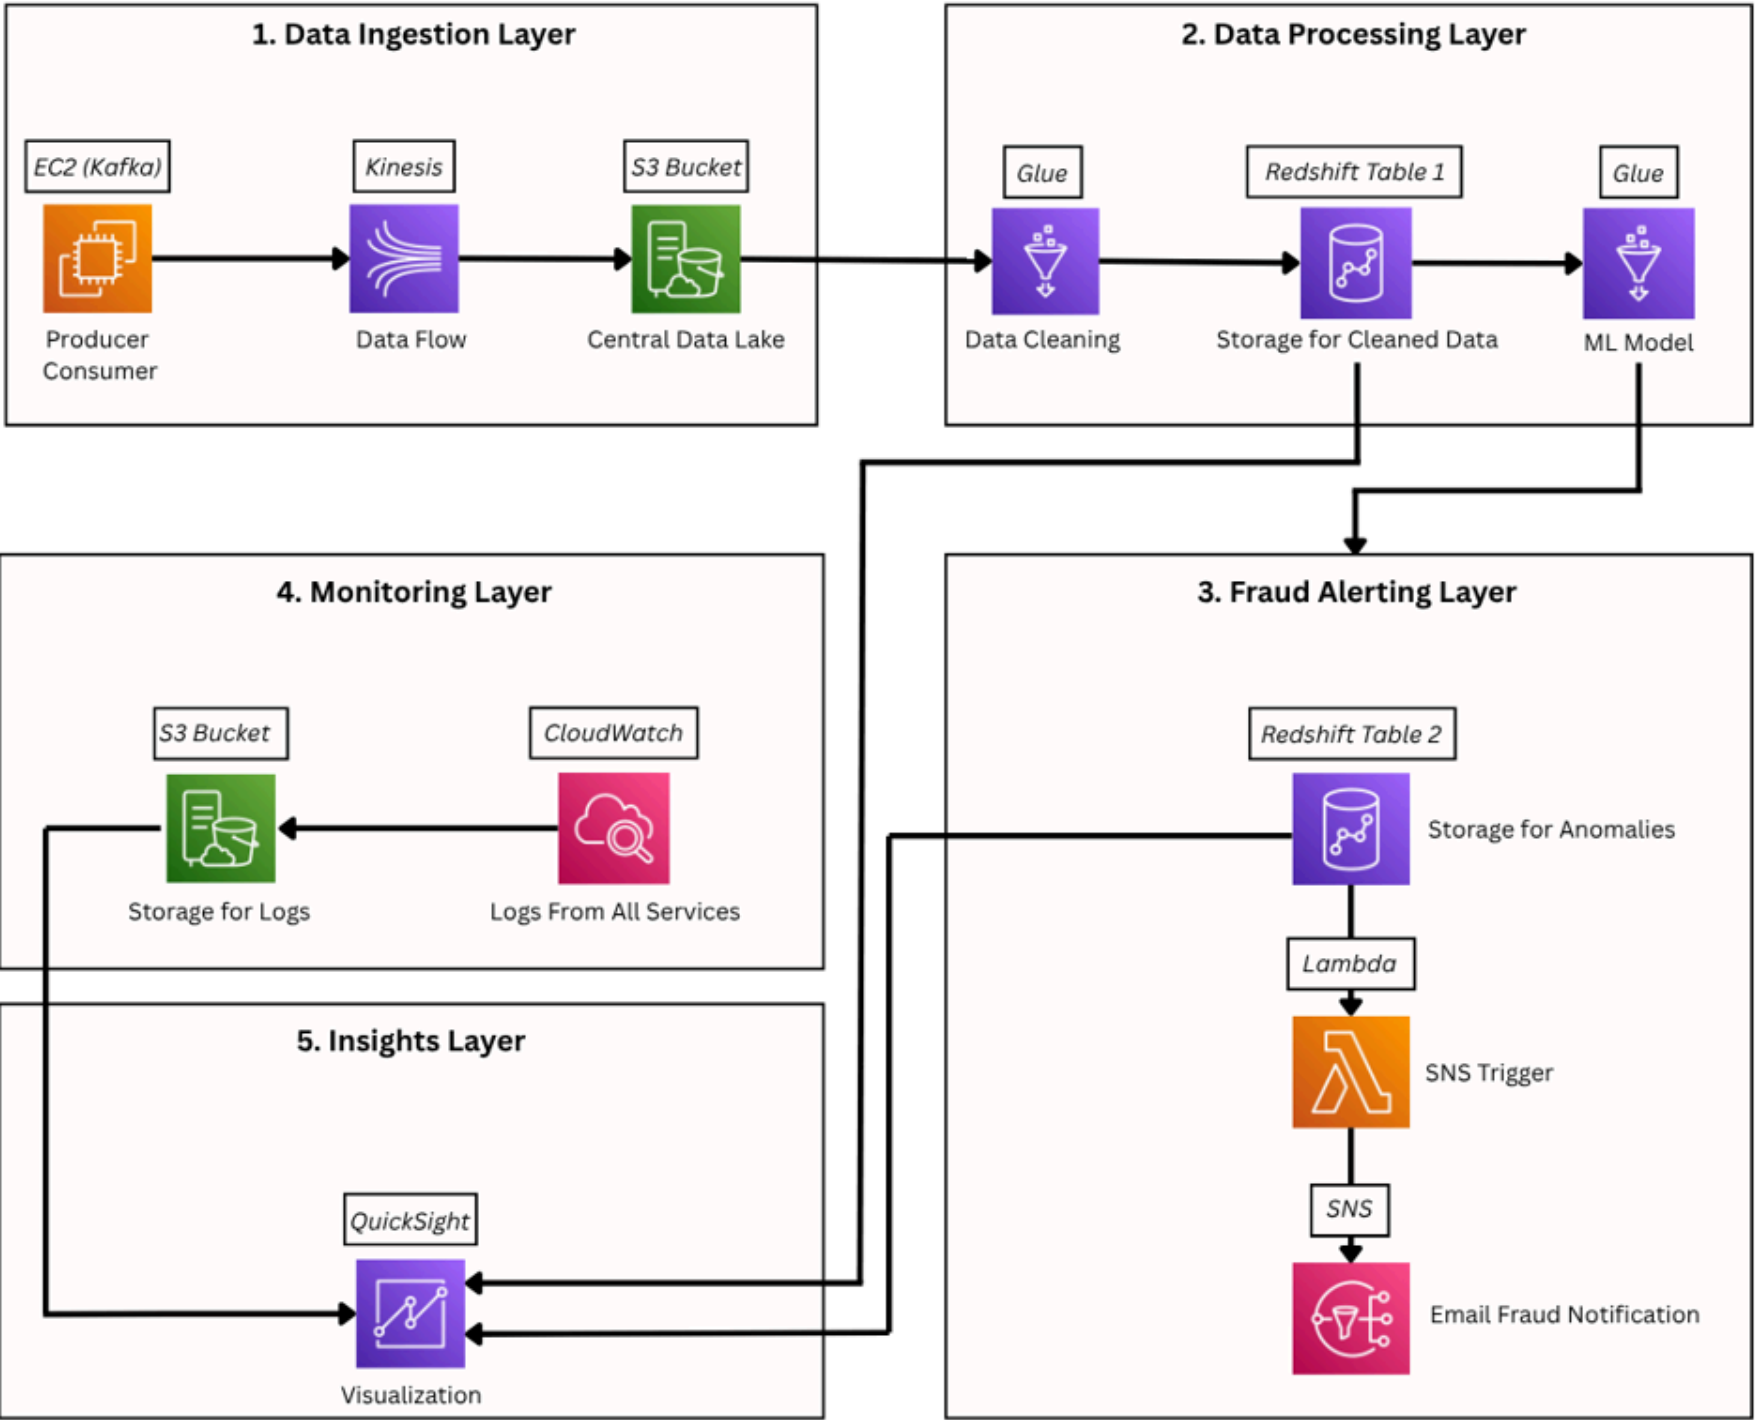 1. Data Ingestion Layer
EC2 (Kafka)
Kinesis
S3 Bucket
Producer
Consumer
Data Flow
Central Data Lake
2. Data Processing Layer
Glue
Redshift Table 1
Glue
Data Cleaning
Storage for Cleaned Data
ML Model
4. Monitoring Layer
S3 Bucket
CloudWatch
Storage for Logs
Logs From All Services
3. Fraud Alerting Layer
Redshift Table 2
Storage for Anomalies
Lambda
SNS Trigger
SNS
Email Fraud Notification
5. Insights Layer
QuickSight
Visualization